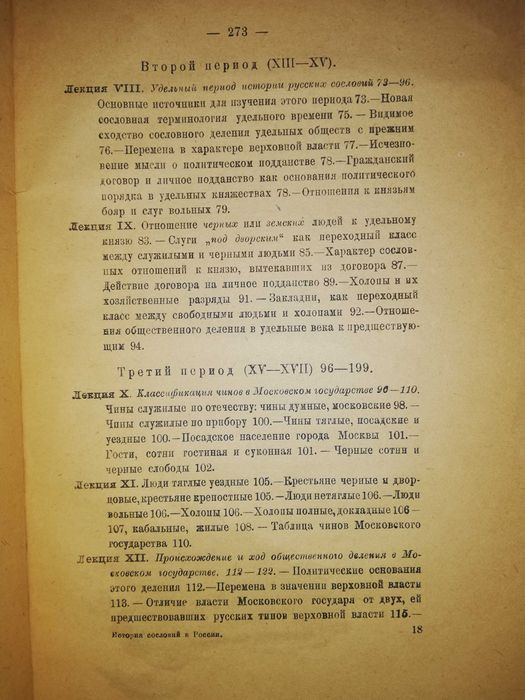 — 273 —
Второй период (XIII—XV).
Лекция VIII. Удельный период истории русских сословий 73—96.
Основные источники для изучения этого периода 73.—Новая
сословная терминология удельного времени 75. — Видимое
сходство сословного деления удельных обществ с прежним
76.—Перемена в характере верховной власти 77.—Исчезно-
новение мысли о политическом подданстве 78.—Гражданский
договор и личное подданство как основания политического
порядка в удельных княжествах 78.—Отношения к князьям
бояр и слуг вольных 79.
Лекция IX. Отношение черных или земских людей к удельному
князю 83. — Слуги „под дворским“ как переходный класс
между служилыми и черными людьми 85.—Характер сослов-
ных отношений к князю, вытекавших из договора 87.—
Действие договора на личное подданство 89.—Холопы и их
хозяйственные разряды 91. — Закладни, как переходный
класс между свободными людьми и холопами 92.—Отноше-
ния общественного деления в удельные века к предшествую-
щим 94.
Третий период (XV—XVII) 96—199.
Лекция X. Классификация чинов в Московском государстве 96—110.
Чины служилые по отечеству: чины думные, московские 98. —
Чины служилые по прибору 100.—Чины тяглые, посадские и
уездные 100.—Посадское население города Москвы 101.—
Гости, сотни гостиная и суконная 101. — Черные сотни и
черные слободы 102.
Лекция XI. Люди тяглые уездные 105.—Крестьяне черные и двор-
цовые, крестьяне крепостные 105.—Люди нетяглые 106.—Люди
вольные 106.—Холопы 106.—Холопы полные, докладные 106—
107, кабальные, жилые 108. — Таблица чинов Московского
государства 110.
Лекция XII. Происхождение и ход общественного деления в Мо-
сковском государстве. 112—122. — Политические основания
этого деления 112.—Перемена в значении верховной власти
113. — Отличие власти Московского государя от двух, ей
предшествовавших русских типов верховной власти 115.—
История сословий в России. 18